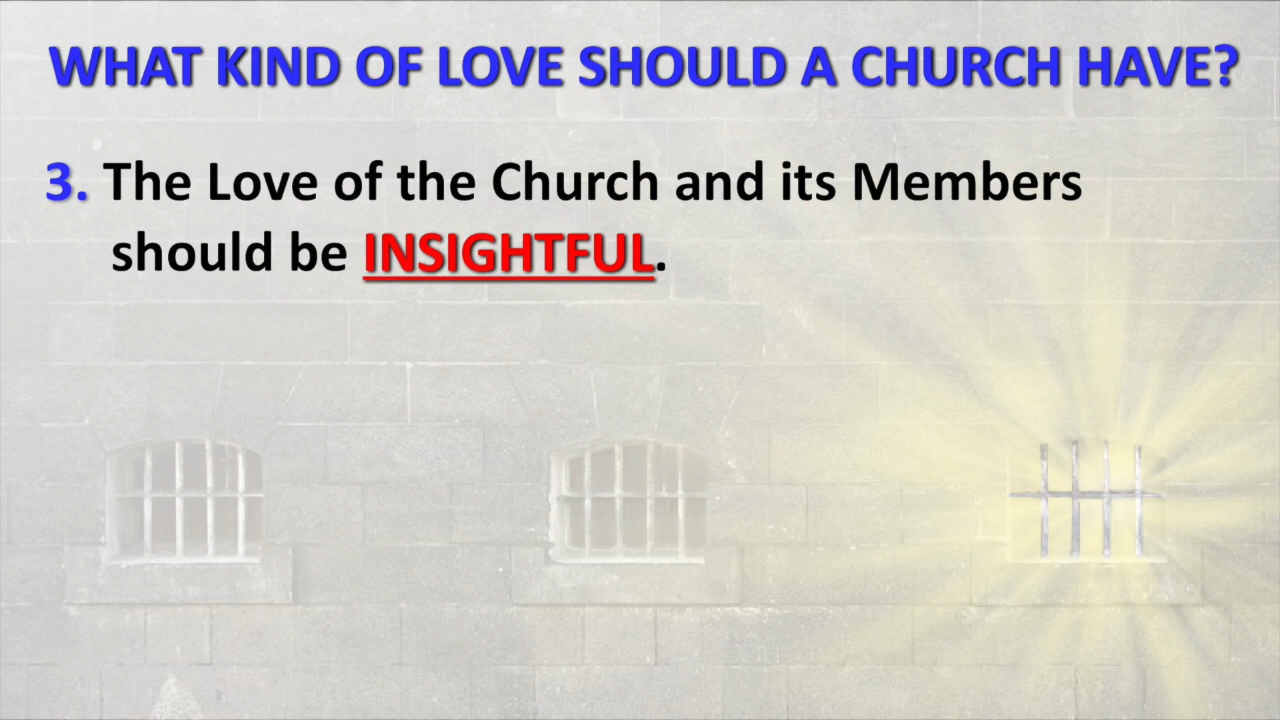 WHAT KIND OF LOVE SHOULD A CHURCH HAVE?
3. The Love of the Church and its Members
should be INSIGHTFUL.